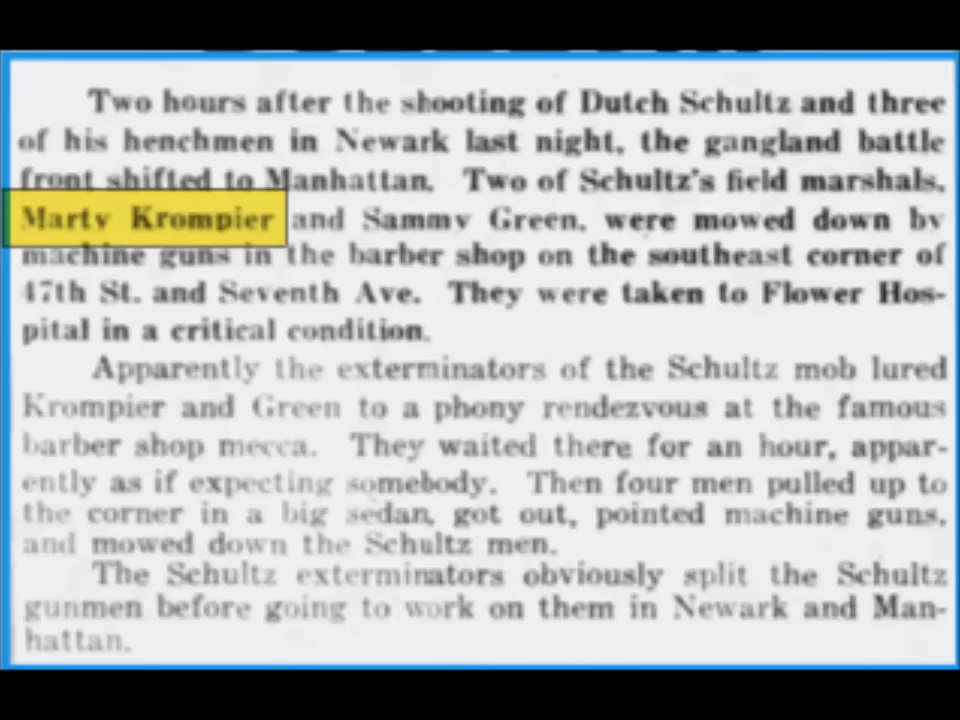 Two hours after the shooting of Dutch Schultz and three
of his henchmen in Newark last night, the gangland battle
front shifted to Manhattan. Two of Schultz's field marshals,
Marty Krompier and Sammy Green, were mowed down by
machine guns in the barber shop on the southeast corner of
47th St. and Seventh Ave. They were taken to Flower Hos-
pital in a critical condition.
Apparently the exterminators of the Schultz mob lured
Krompier and Green to a phony rendezvous at the famous
barber shop mecca. They waited there for an hour, appar-
ently as if expecting somebody. Then four men pulled up to
the corner in a big sedan, got out, pointed machine guns,
and mowed down the Schultz men.
The Schultz exterminators obviously split the Schultz
gunmen before going to work on them in Newark and Man-
hattan.